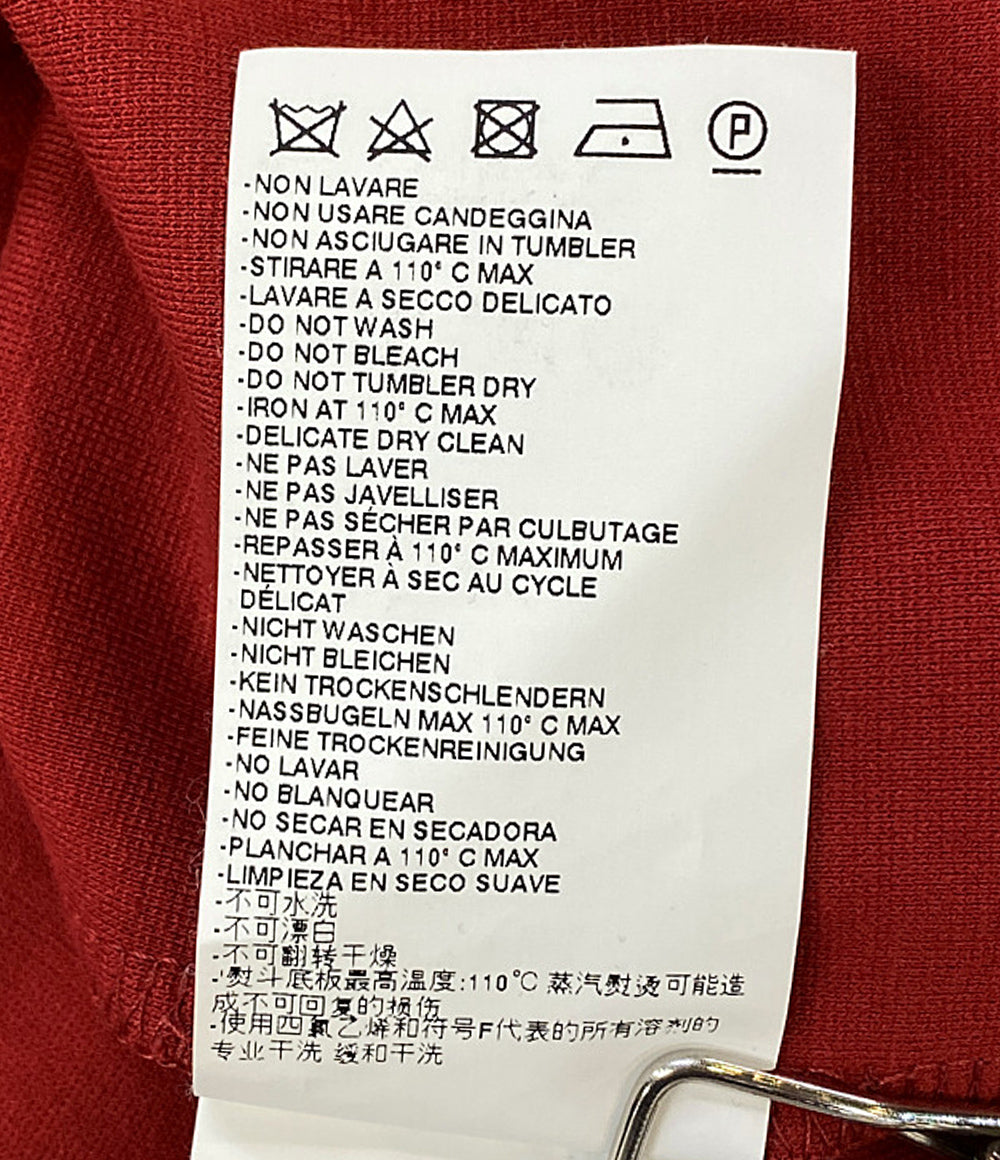 P
-NON LAVARE
-NON USARE CANDEGGINA
-NON ASCIUGARE IN TUMBLER
-STIRARE A 110° C MAX
-LAVARE A SECCO DELICATO
-DO NOT WASH
-DO NOT BLEACH
-DO NOT TUMBLER DRY
-IRON AT 110° C MAX
-DELICATE DRY CLEAN
-NE PAS LAVER
-NE PAS JAVELLISER
-NE PAS SÉCHER PAR CULBUTAGE
-REPASSER À 110° C MAXIMUM
-NETTOYER À SEC AU CYCLE
DÉLICAT
-NICHT WASCHEN
-NICHT BLEICHEN
-KEIN TROCKENSCHLENDERN
-NASSBUGELN MAX 110° C MAX
-FEINE TROCKENREINIGUNG
-NO LAVAR
-NO BLANQUEAR
-NO SECAR EN SECADORA
-PLANCHAR A 110° C MAX
-LIMPIEZA EN SECO SUAVE
-不可水洗
-不可漂白
-不可翻转干燥
-熨斗底板最高温度:110℃ 蒸汽熨烫可能造
成不可回复的损伤
-使用四氯乙烯和符号F代表的所有溶剂的
专业干洗 缓和干洗